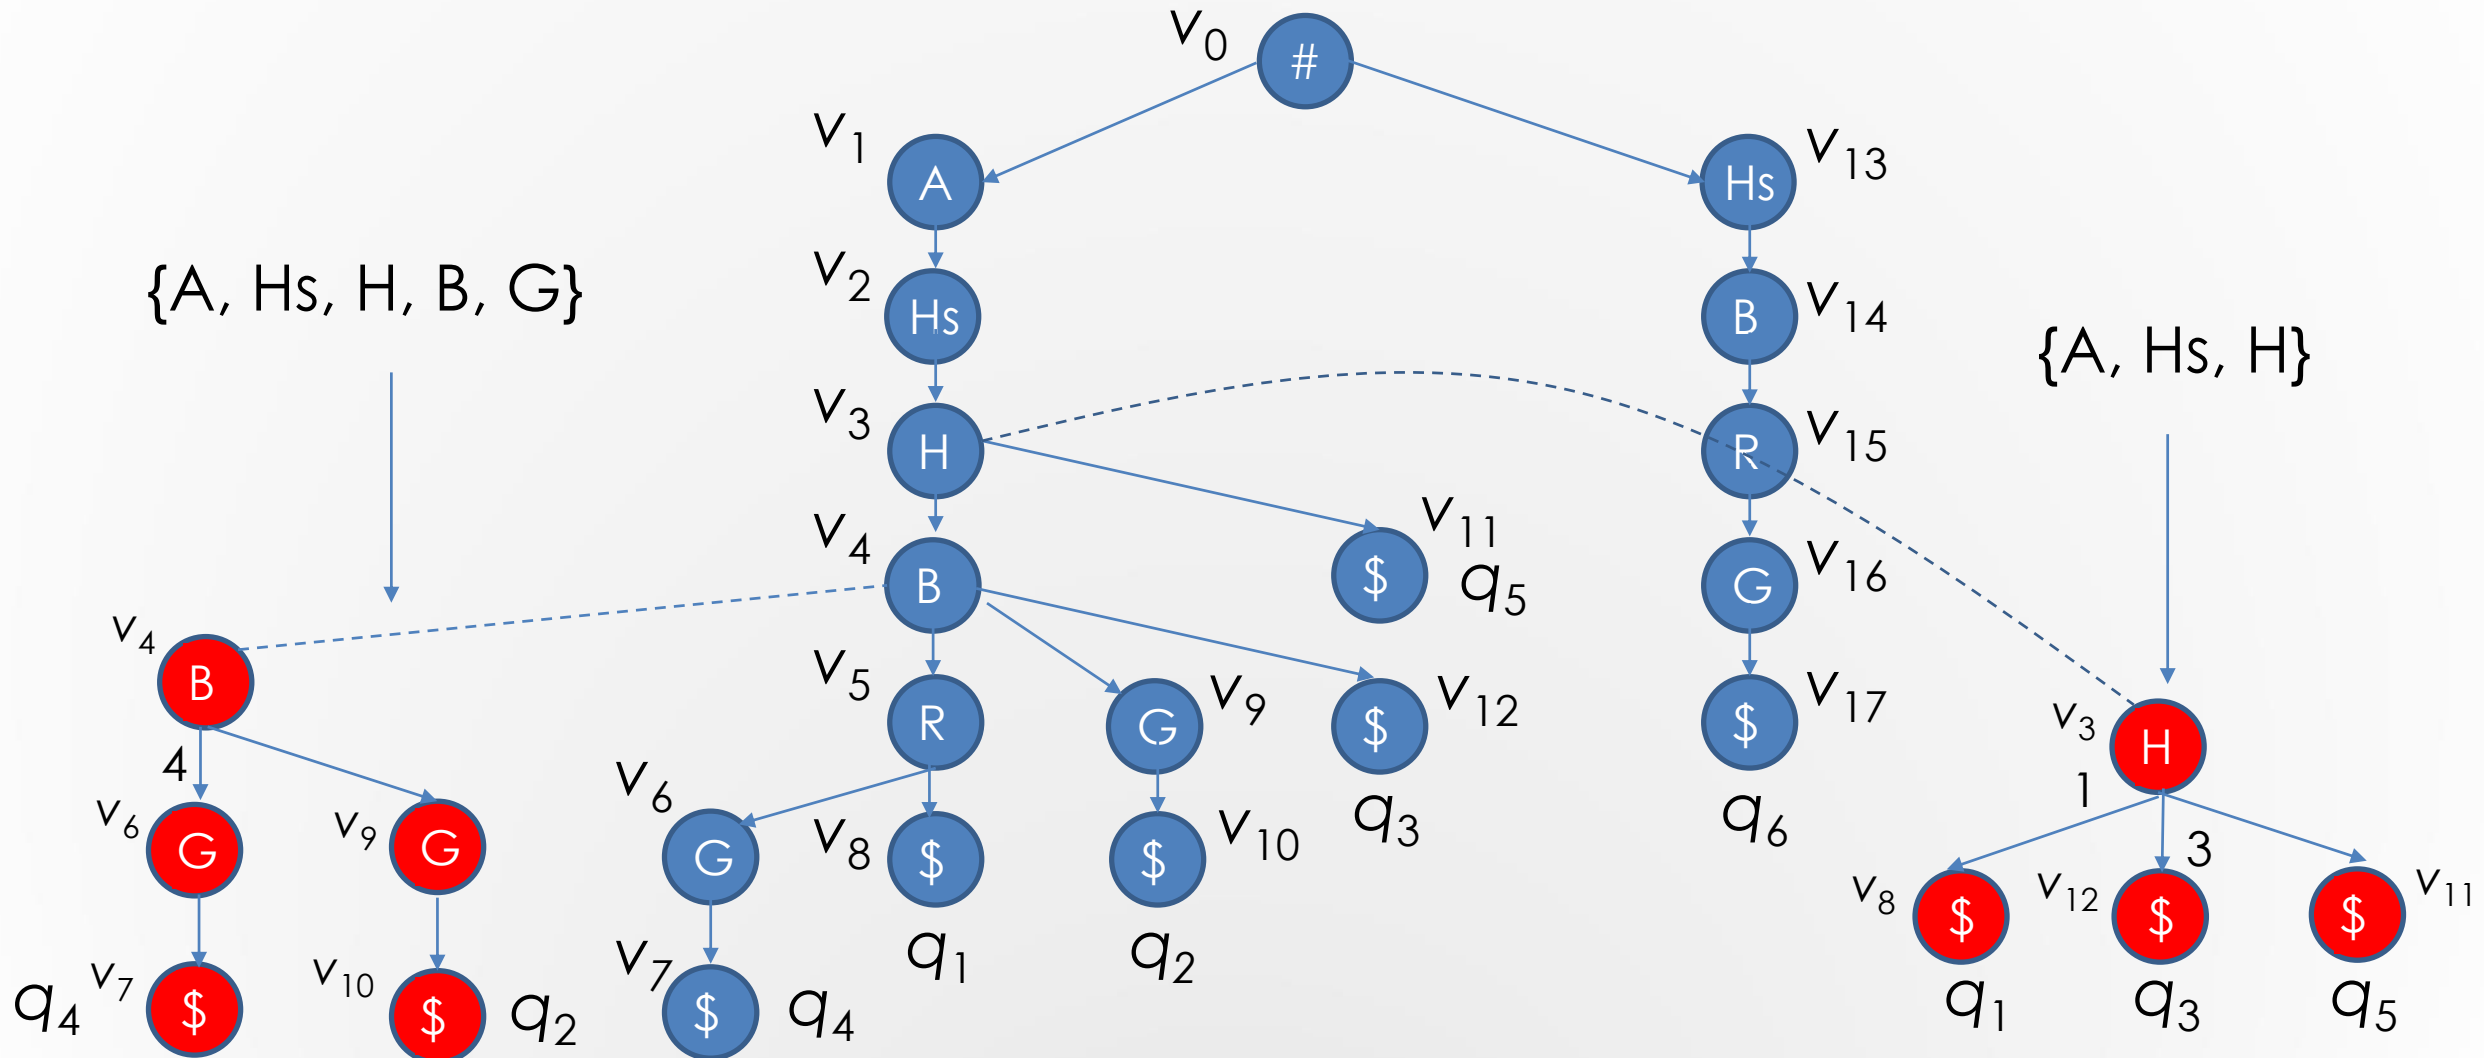 v0 #
v1 A
v13 Hs
v2 Hs
v14 B
{A, Hs, H, B, G}
{A, Hs, H}
v3 H
v15 R
v4 B
v11 $ q5
v16 G
v4 B
v5 R
v9 G
v12 $ q3
v17 $ q6
v3 H
4
1
3
v6 G
v9 G
v6 G
v8 $ q1
v10 $ q2
v8 $ q1
v12 $ q3
v11 $ q5
q4 v7 $
v10 $ q2
v7 $ q4